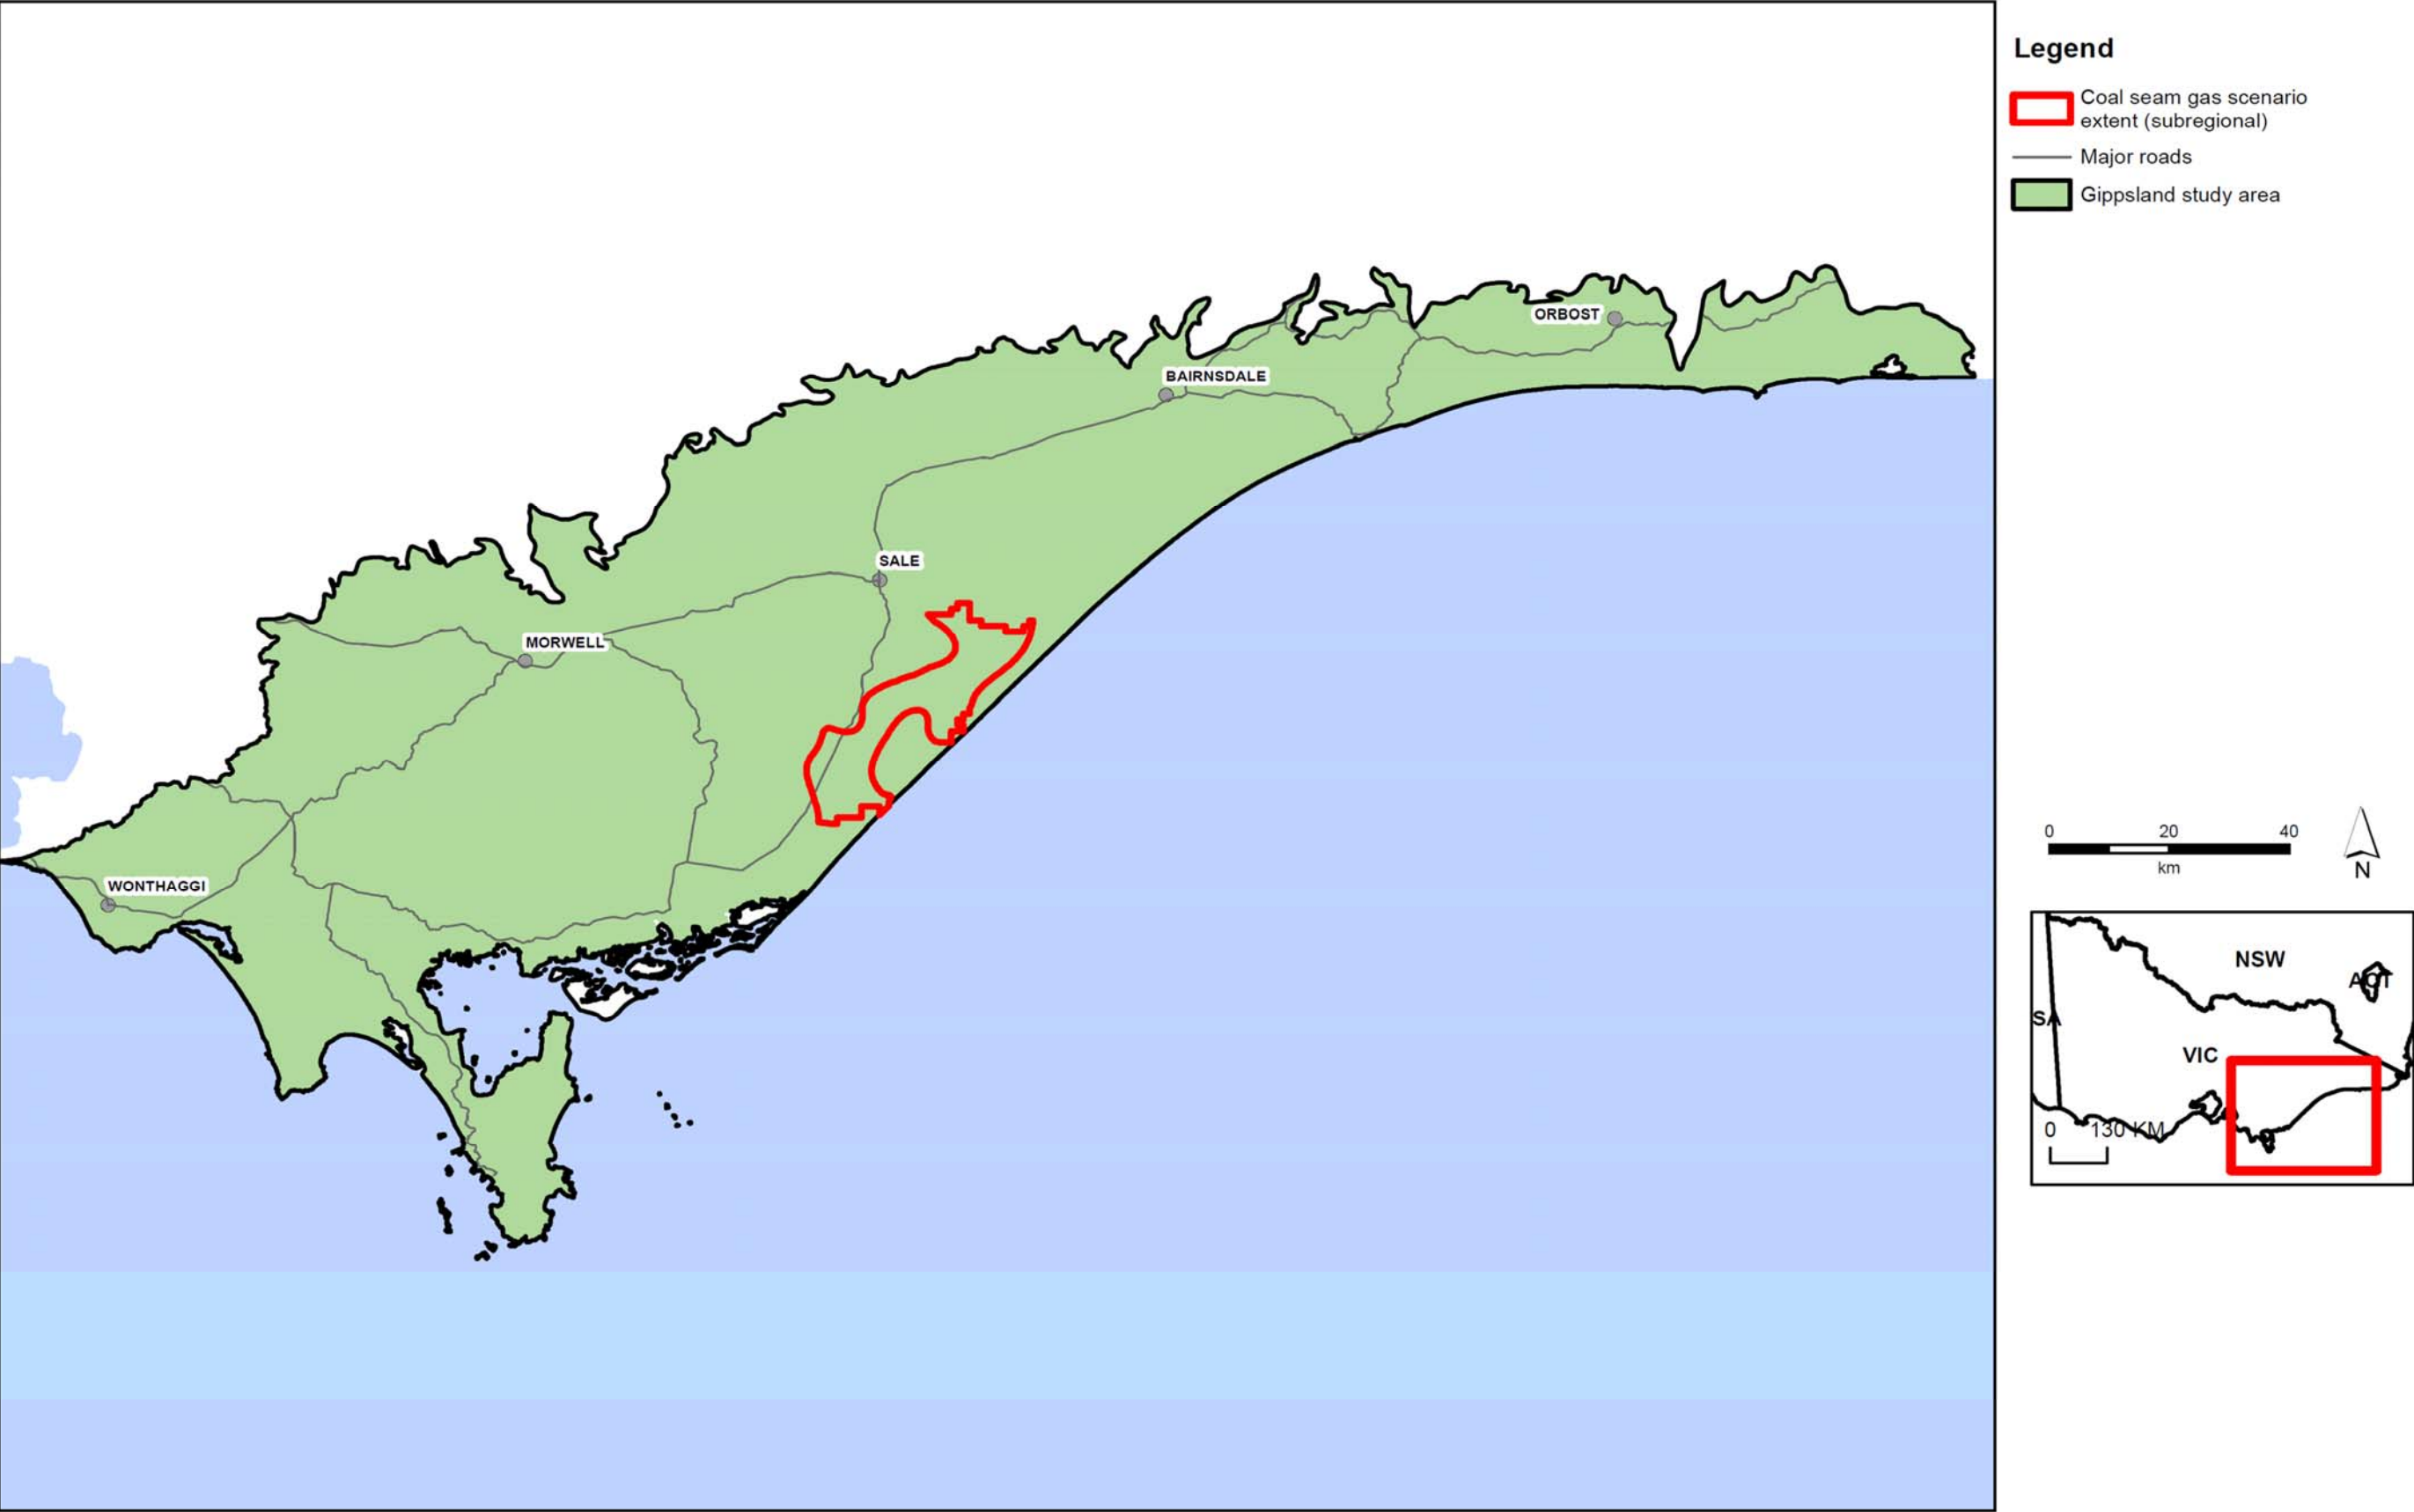 Legend
Coal seam gas scenario
extent (subregional)
Major roads
Gippsland study area
ORBOST
BAIRNSDALE
SALE
MORWELL
WONTHAGGI
0 20 40
km
N
NSW
ACT
SA
VIC
0 130 KM